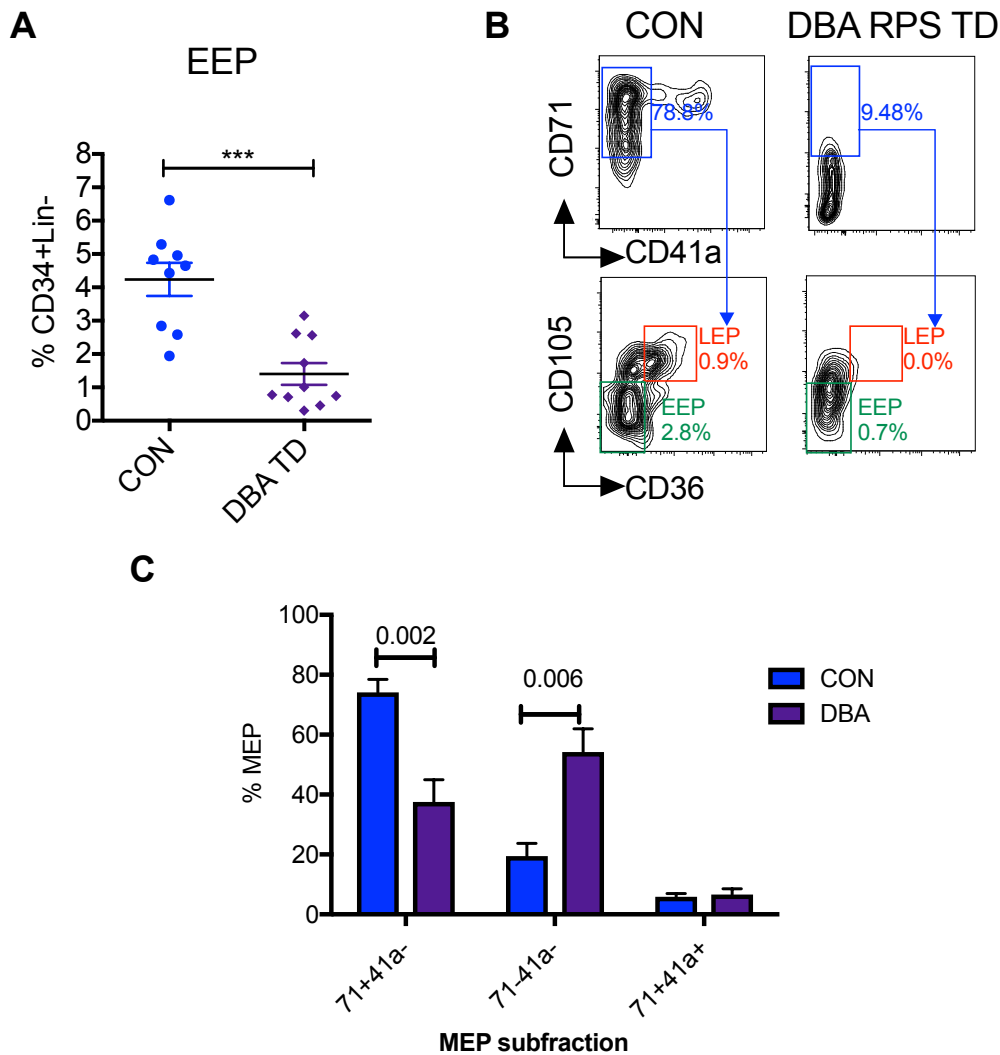 A
EEP
% CD34+Lin-
8
7
6
5
4
3
2
1
0
***
CON
DBA TD
B
CON
DBA RPS TD
CD71
78.8%
9.48%
CD41a
CD105
LEP
0.9%
EEP
2.8%
LEP
0.0%
EEP
0.7%
CD36
C
% MEP
100
80
60
40
20
0
0.002
0.006
CON
DBA
71+41a-
71-41a-
71+41a+
MEP subfraction